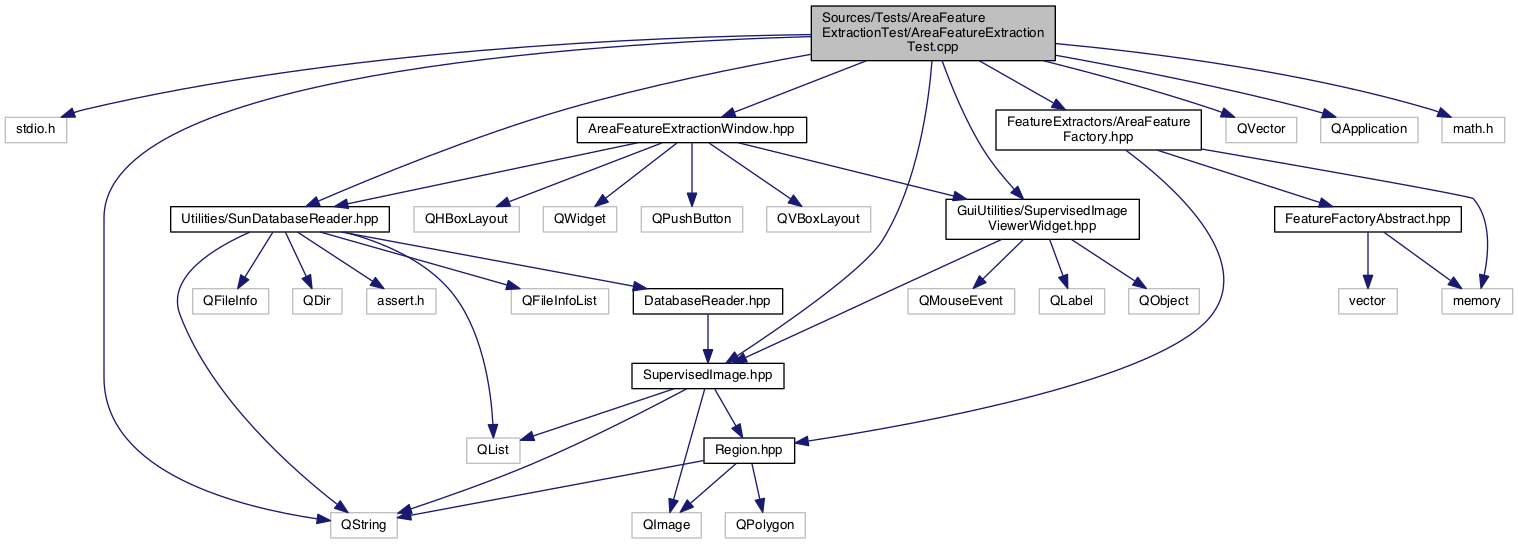 Sources/Tests/AreaFeature
ExtractionTest/AreaFeatureExtraction
Test.cpp
stdio.h
AreaFeatureExtractionWindow.hpp
FeatureExtractors/AreaFeature
Factory.hpp
QVector
QApplication
math.h
Utilities/SunDatabaseReader.hpp
QHBoxLayout
QWidget
QPushButton
QVBoxLayout
GuiUtilities/SupervisedImage
ViewerWidget.hpp
FeatureFactoryAbstract.hpp
QFileInfo
QDir
assert.h
QFileInfoList
DatabaseReader.hpp
QMouseEvent
QLabel
QObject
vector
memory
SupervisedImage.hpp
QList
Region.hpp
QString
QImage
QPolygon